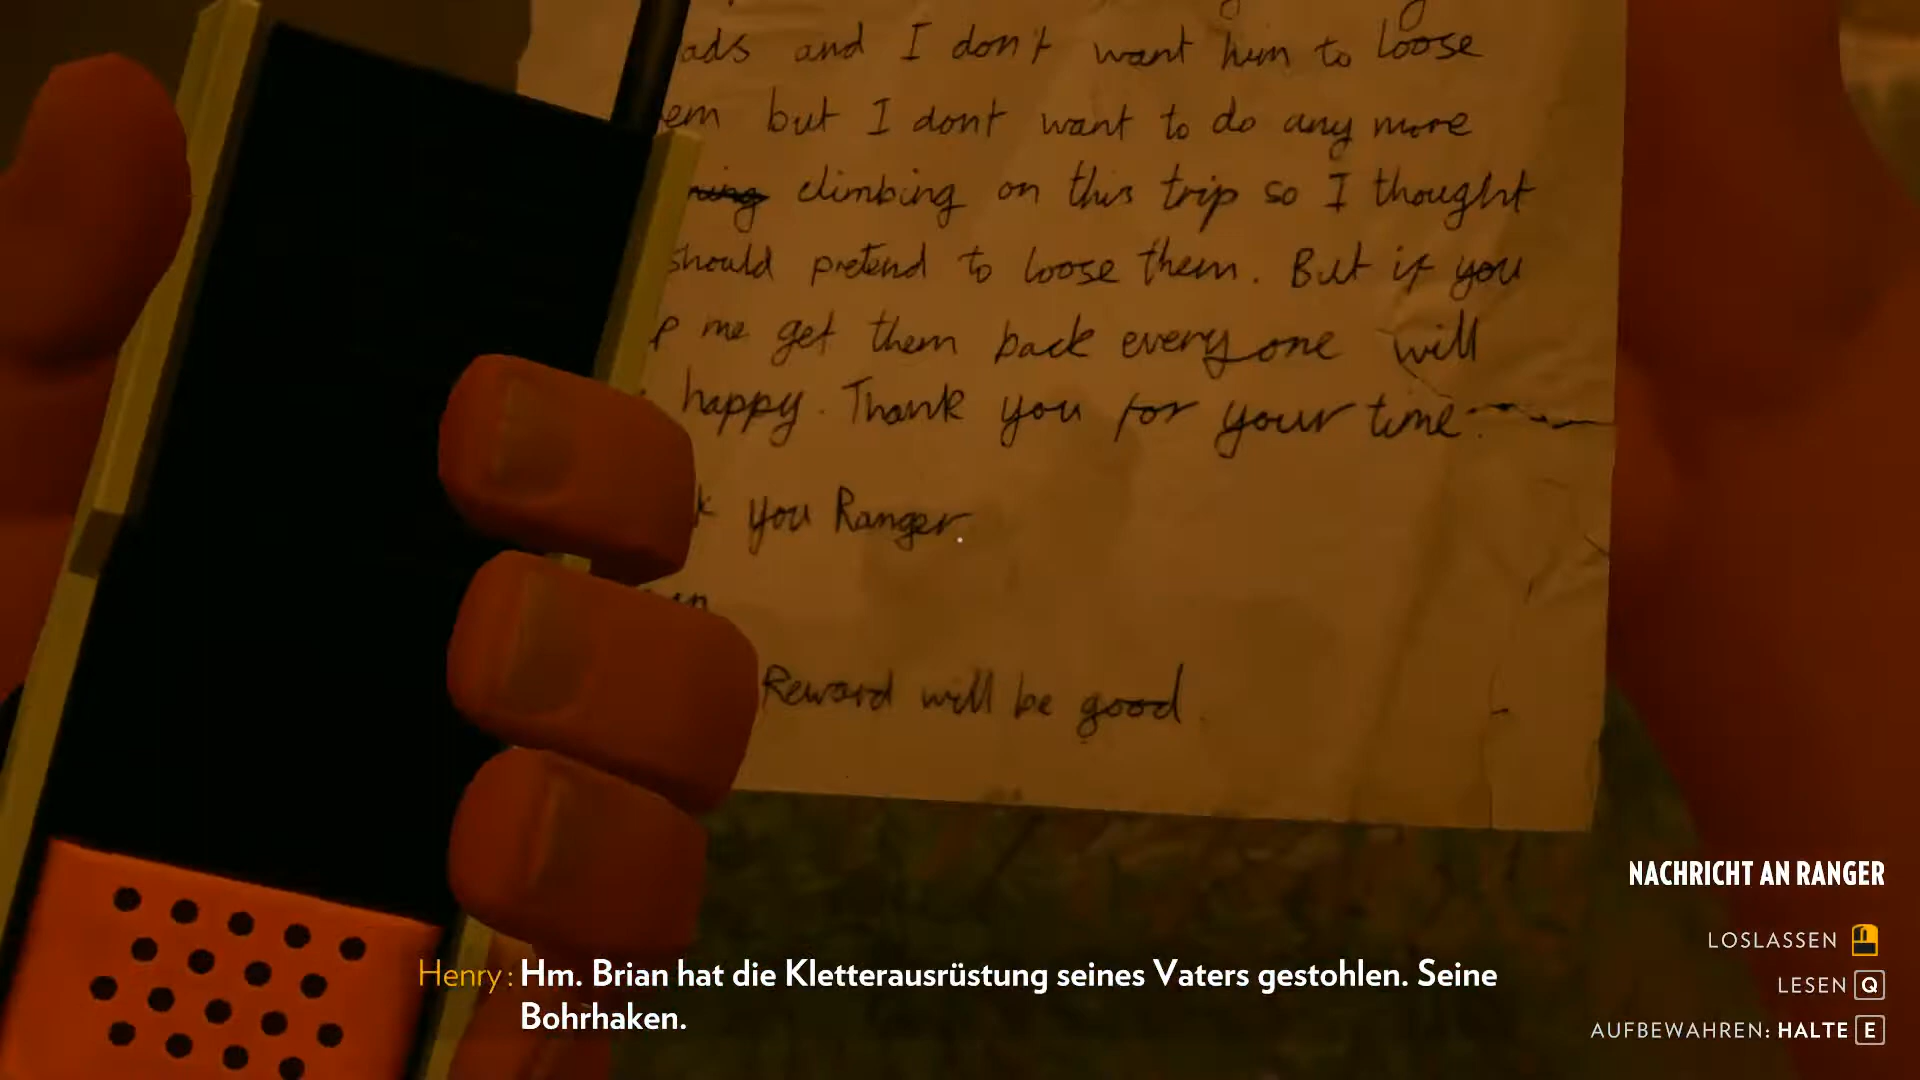 ads and I don't want him to loose
em but I dont want to do any more
climbing on this trip so I thought
should pretend to loose them. But if you
p me get them back everyone will
happy. Thank you for your time.
k you Ranger.
Reward will be good
NACHRICHT AN RANGER
LOSLASSEN
LESEN Q
AUFBEWAHREN: HALTE E
Henry: Hm. Brian hat die Kletterausrüstung seines Vaters gestohlen. Seine
Bohrhaken.